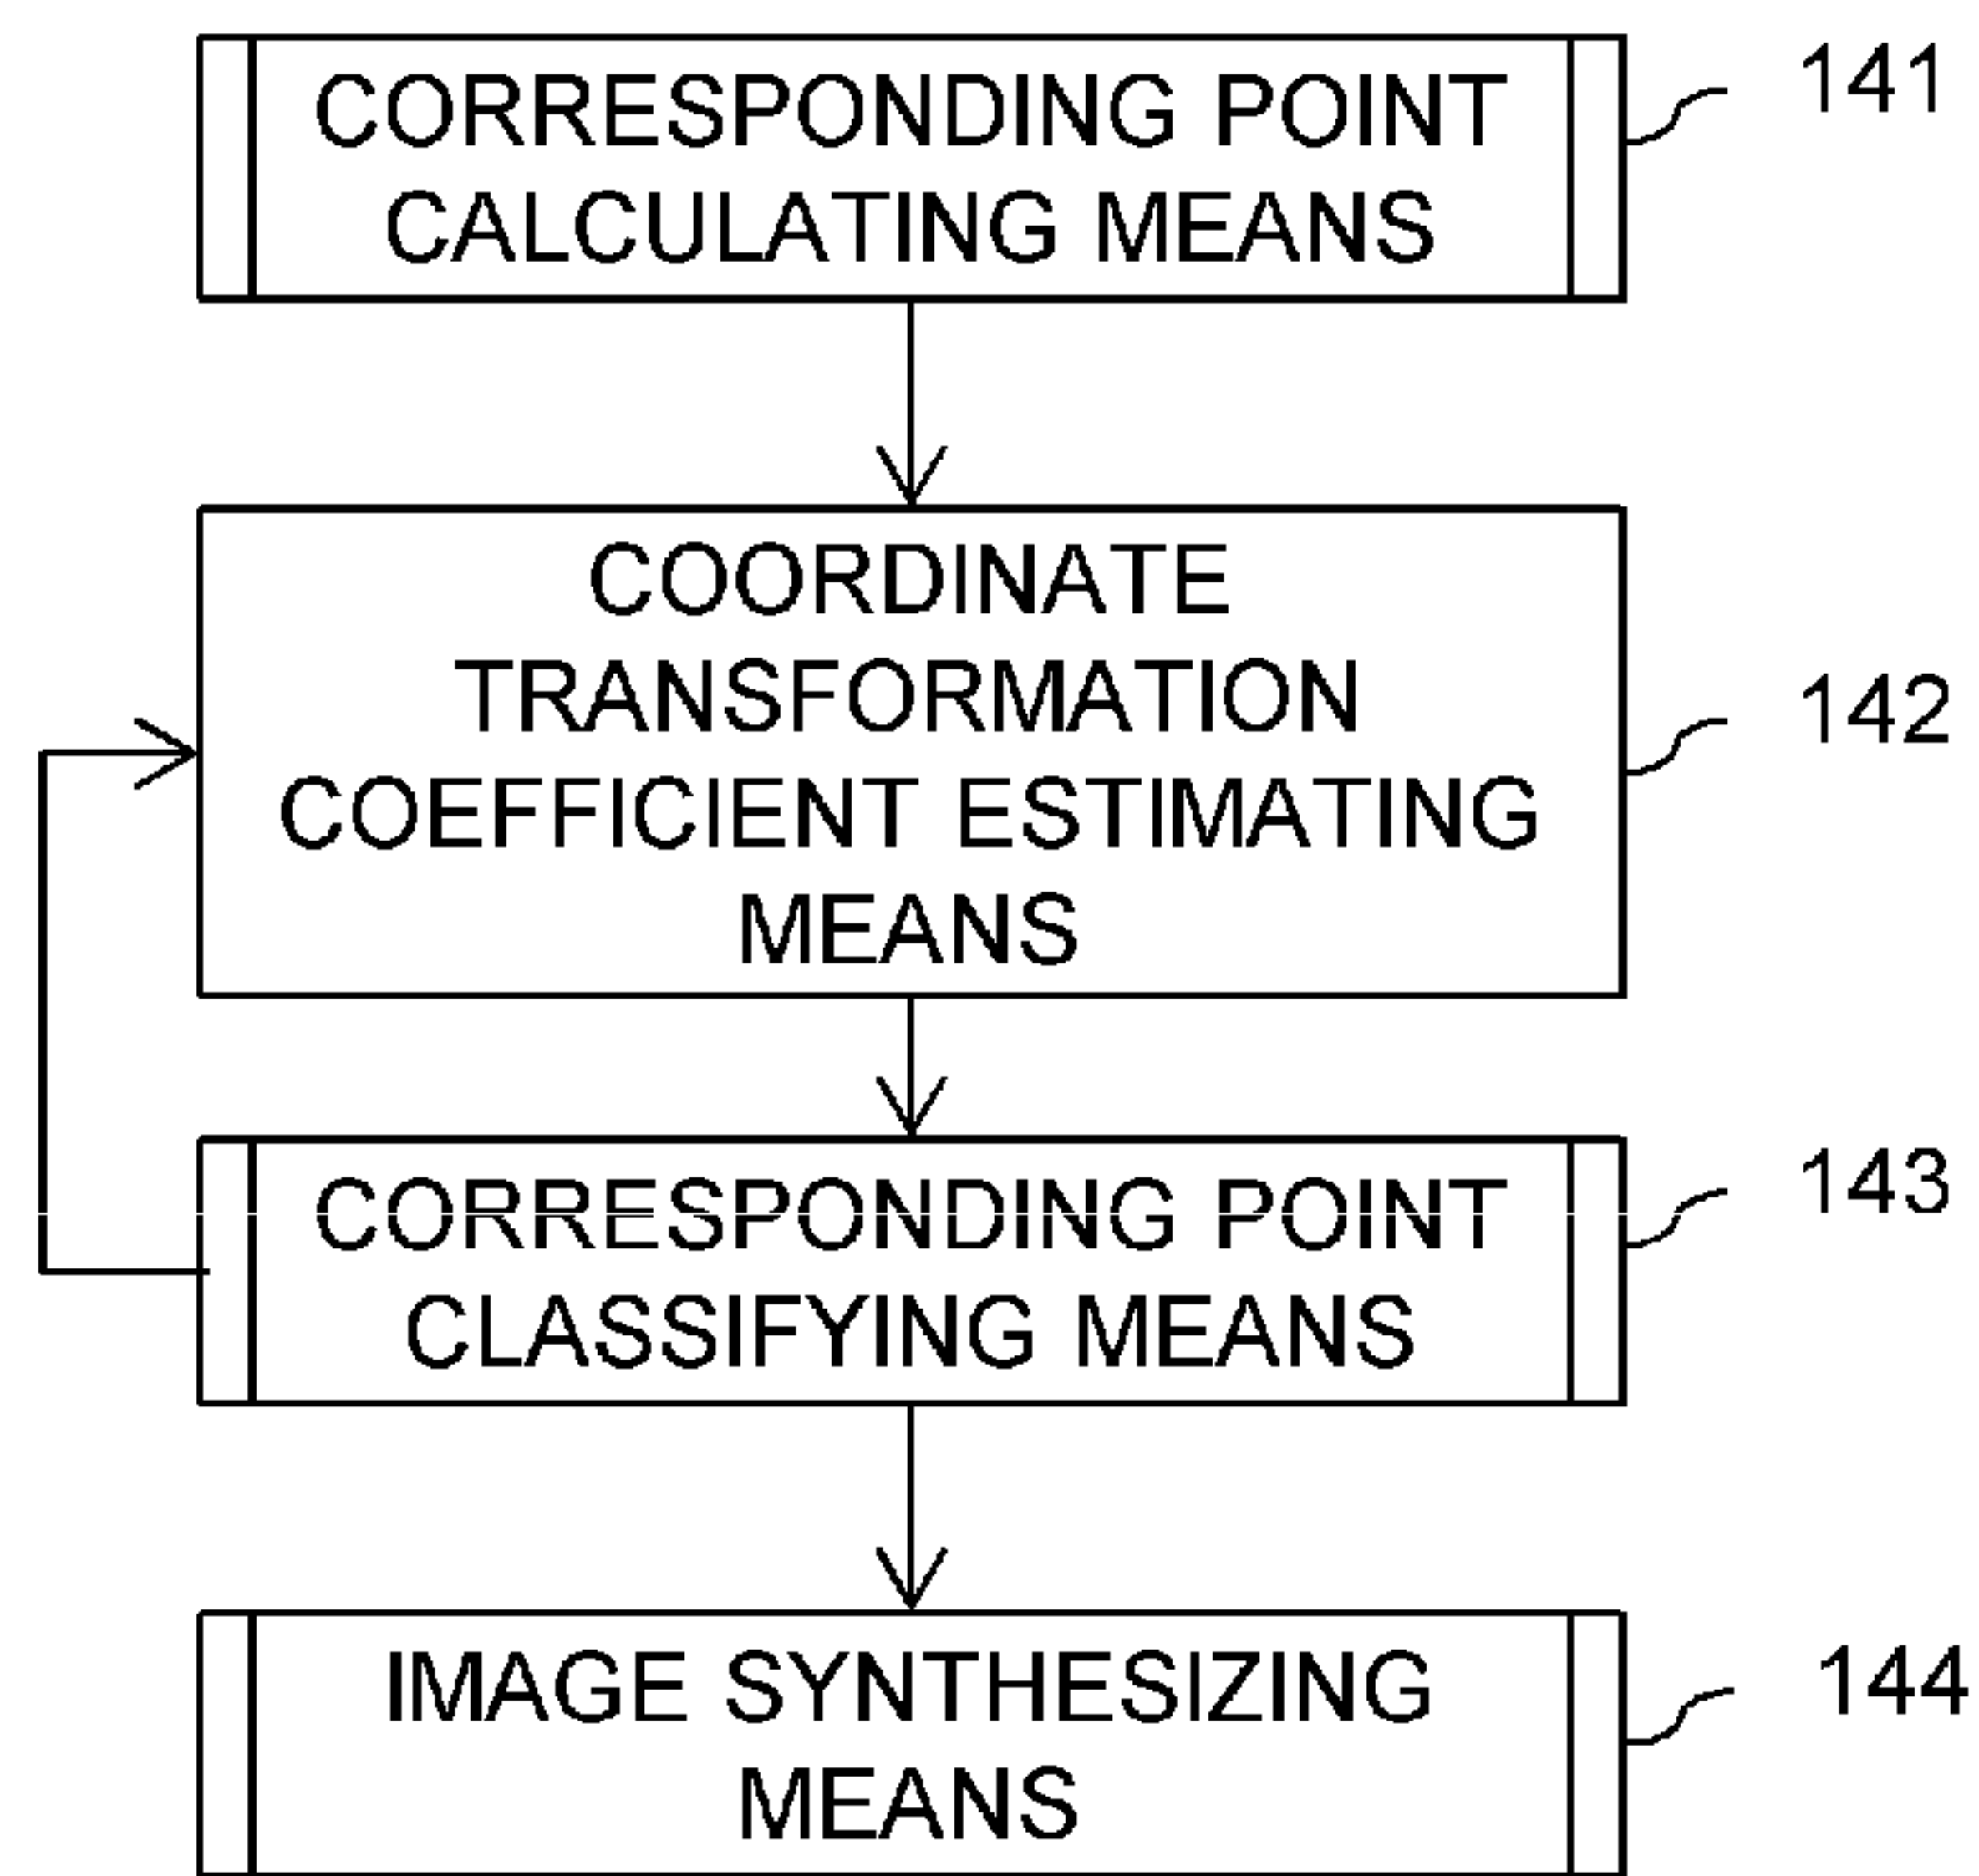 CORRESPONDING POINT
CALCULATING MEANS
141
COORDINATE
TRANSFORMATION
COEFFICIENT ESTIMATING
MEANS
142
CORRESPONDING POINT
CLASSIFYING MEANS
143
IMAGE SYNTHESIZING
MEANS
144